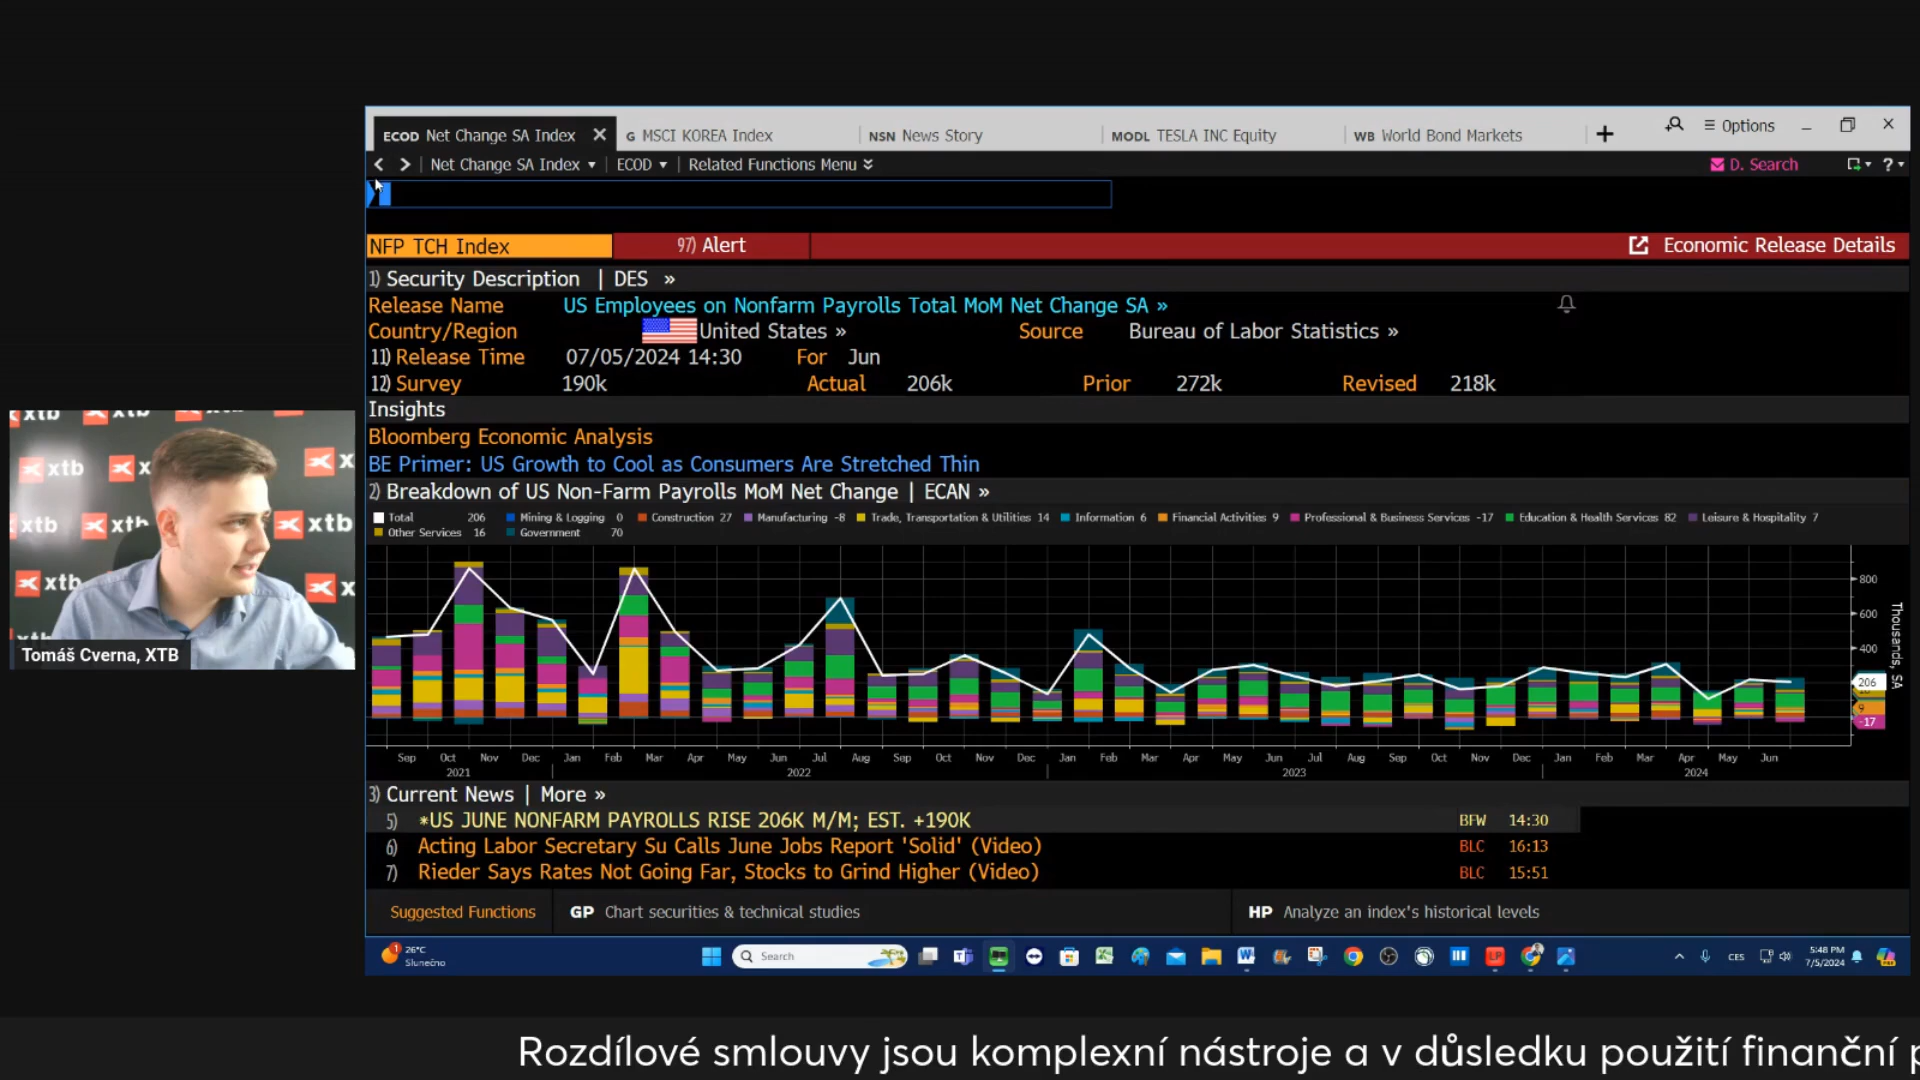 ECOD Net Change SA Index
G MSCI KOREA Index
NSN News Story
MODL TESLA INC Equity
WB World Bond Markets
Options
Net Change SA Index
ECOD
Related Functions Menu
D. Search
?
NFP TCH Index
97) Alert
Economic Release Details
1) Security Description | DES »
Release Name US Employees on Nonfarm Payrolls Total MoM Net Change SA »
Country/Region United States » Source Bureau of Labor Statistics »
11) Release Time 07/05/2024 14:30 For Jun
12) Survey 190k Actual 206k Prior 272k Revised 218k
Insights
Bloomberg Economic Analysis
BE Primer: US Growth to Cool as Consumers Are Stretched Thin
2) Breakdown of US Non-Farm Payrolls MoM Net Change | ECAN »
Total 206 Mining & Logging 0 Construction 27 Manufacturing -8 Trade, Transportation & Utilities 14 Information 6 Financial Activities 9 Professional & Business Services -17 Education & Health Services 82 Leisure & Hospitality 7
Other Services 16 Government 70
800
600
400
206
9
-17
Thousands, SA
Sep Oct Nov Dec Jan Feb Mar Apr May Jun Jul Aug Sep Oct Nov Dec Jan Feb Mar Apr May Jun Jul Aug Sep Oct Nov Dec Jan Feb Mar Apr May Jun
2021 2022 2023 2024
3) Current News | More »
5) *US JUNE NONFARM PAYROLLS RISE 206K M/M; EST. +190K BFW 14:30
6) Acting Labor Secretary Su Calls June Jobs Report 'Solid' (Video) BLC 16:13
7) Rieder Says Rates Not Going Far, Stocks to Grind Higher (Video) BLC 15:51
Suggested Functions GP Chart securities & technical studies HP Analyze an index's historical levels
1
26°C
Slunečno
Search
CES
5:48 PM
7/5/2024
xtb
xtb
xtb
xtb
xtb
xtb
Tomáš Cverna, XTB
Rozdílové smlouvy jsou komplexní nástroje a v důsledku použití finanční